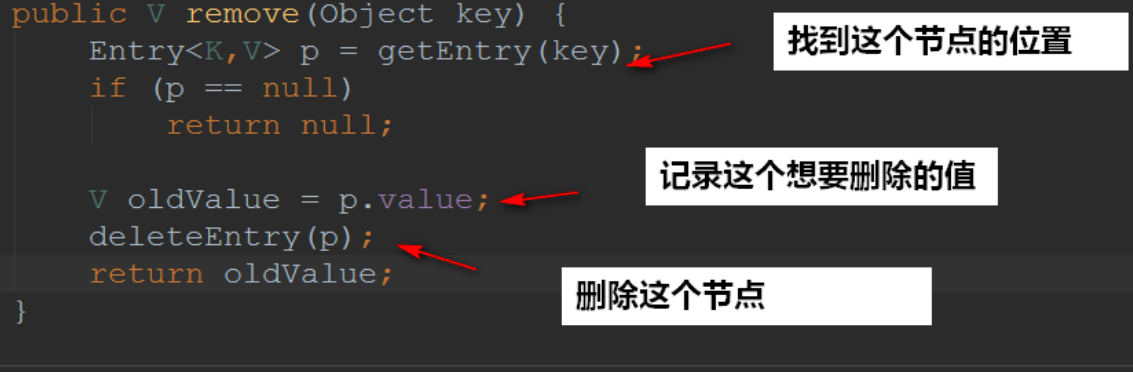 public V remove(Object key) {
Entry<K,V> p = getEntry(key);
找到这个节点的位置
if (p == null)
return null;
记录这个想要删除的值
V oldValue = p.value;
deleteEntry(p);
return oldValue;
删除这个节点
}